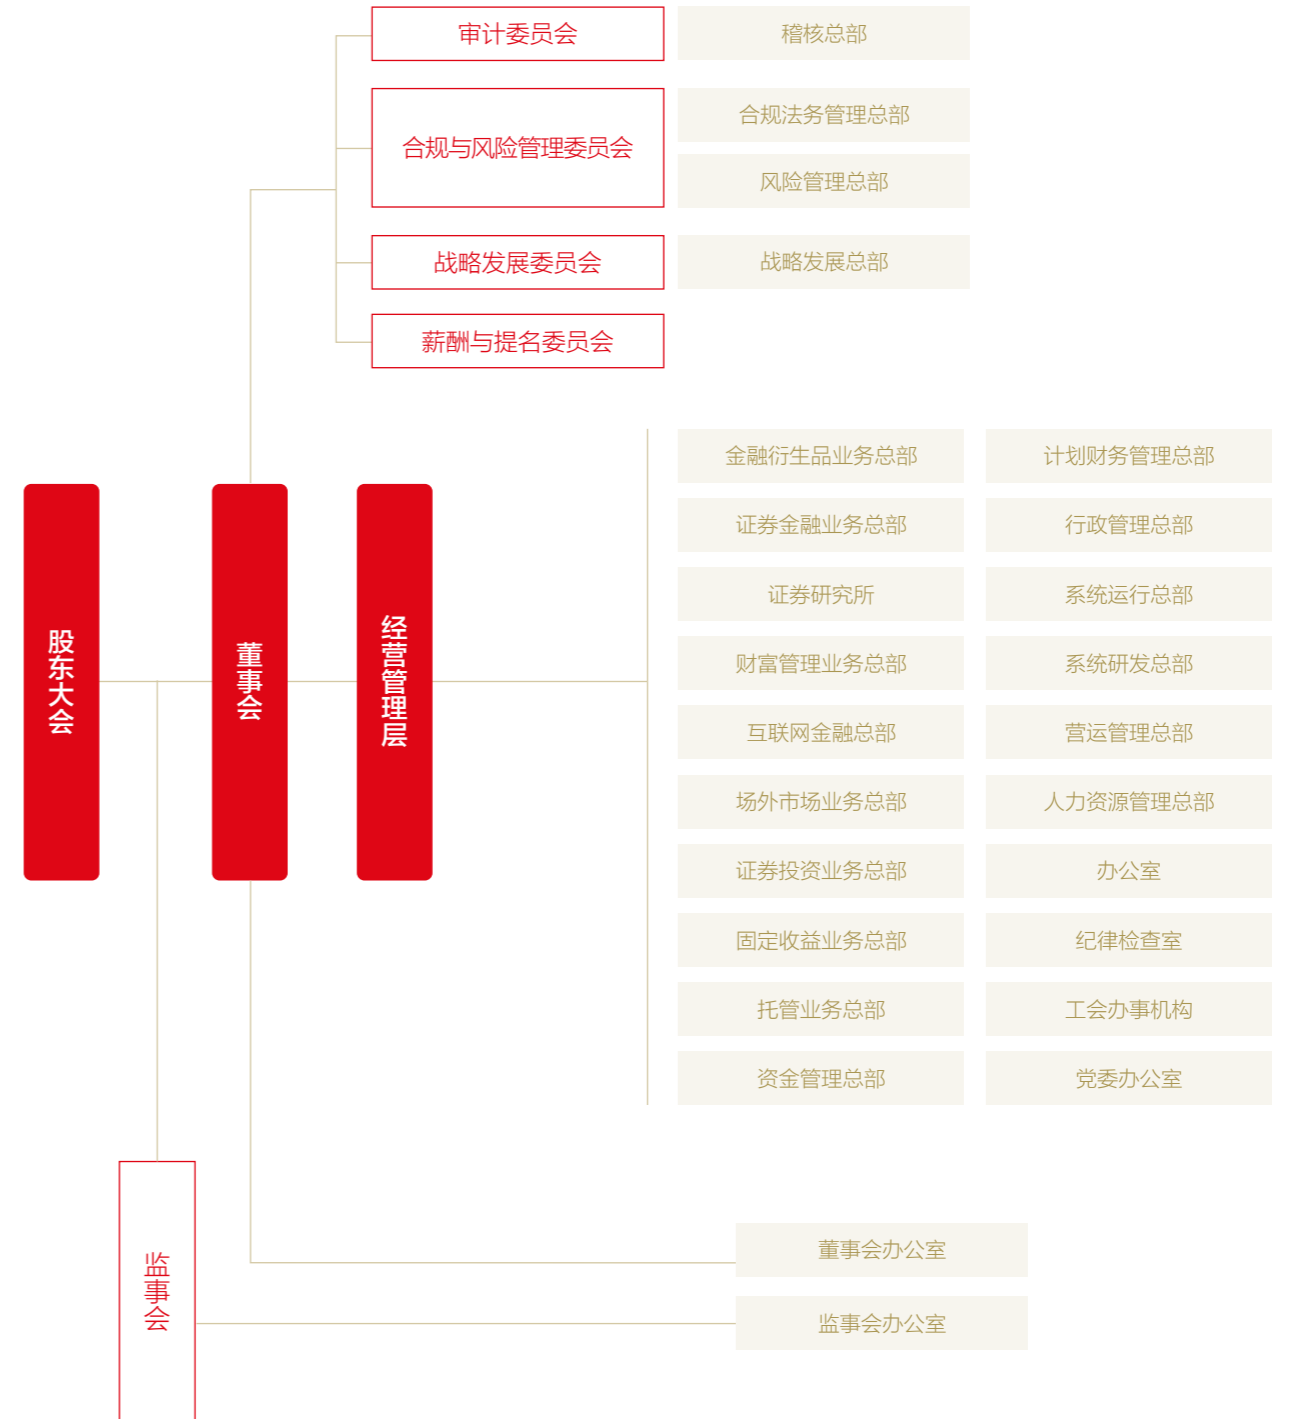 审计委员会
稽核总部
合规与风险管理委员会
合规法务管理总部
风险管理总部
战略发展委员会
战略发展总部
薪酬与提名委员会
股东大会
董事会
经营管理层
金融衍生品业务总部
计划财务管理总部
证券金融业务总部
行政管理总部
证券研究所
系统运行总部
财富管理业务总部
系统研发总部
互联网金融总部
营运管理总部
场外市场业务总部
人力资源管理总部
证券投资业务总部
办公室
固定收益业务总部
纪律检查室
托管业务总部
工会办事机构
资金管理总部
党委办公室
监事会
董事会办公室
监事会办公室